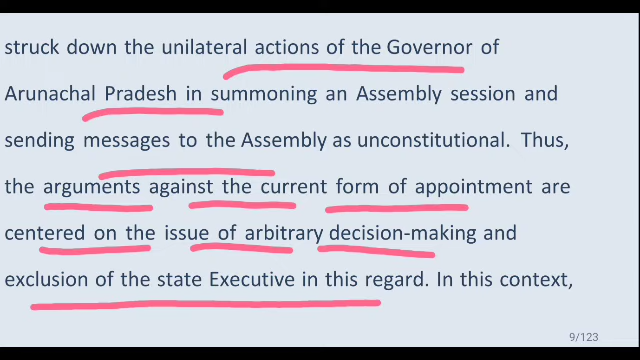 struck down the unilateral actions of the Governor of
Arunachal Pradesh in summoning an Assembly session and
sending messages to the Assembly as unconstitutional. Thus,
the arguments against the current form of appointment are
centered on the issue of arbitrary decision-making and
exclusion of the state Executive in this regard. In this context,
9/123